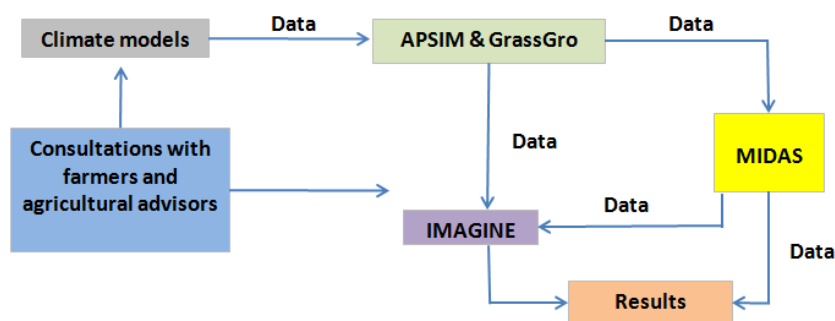 Climate models
Data
APSIM & GrassGro
Data
Consultations with
farmers and
agricultural advisors
Data
MIDAS
Data
IMAGINE
Data
Results